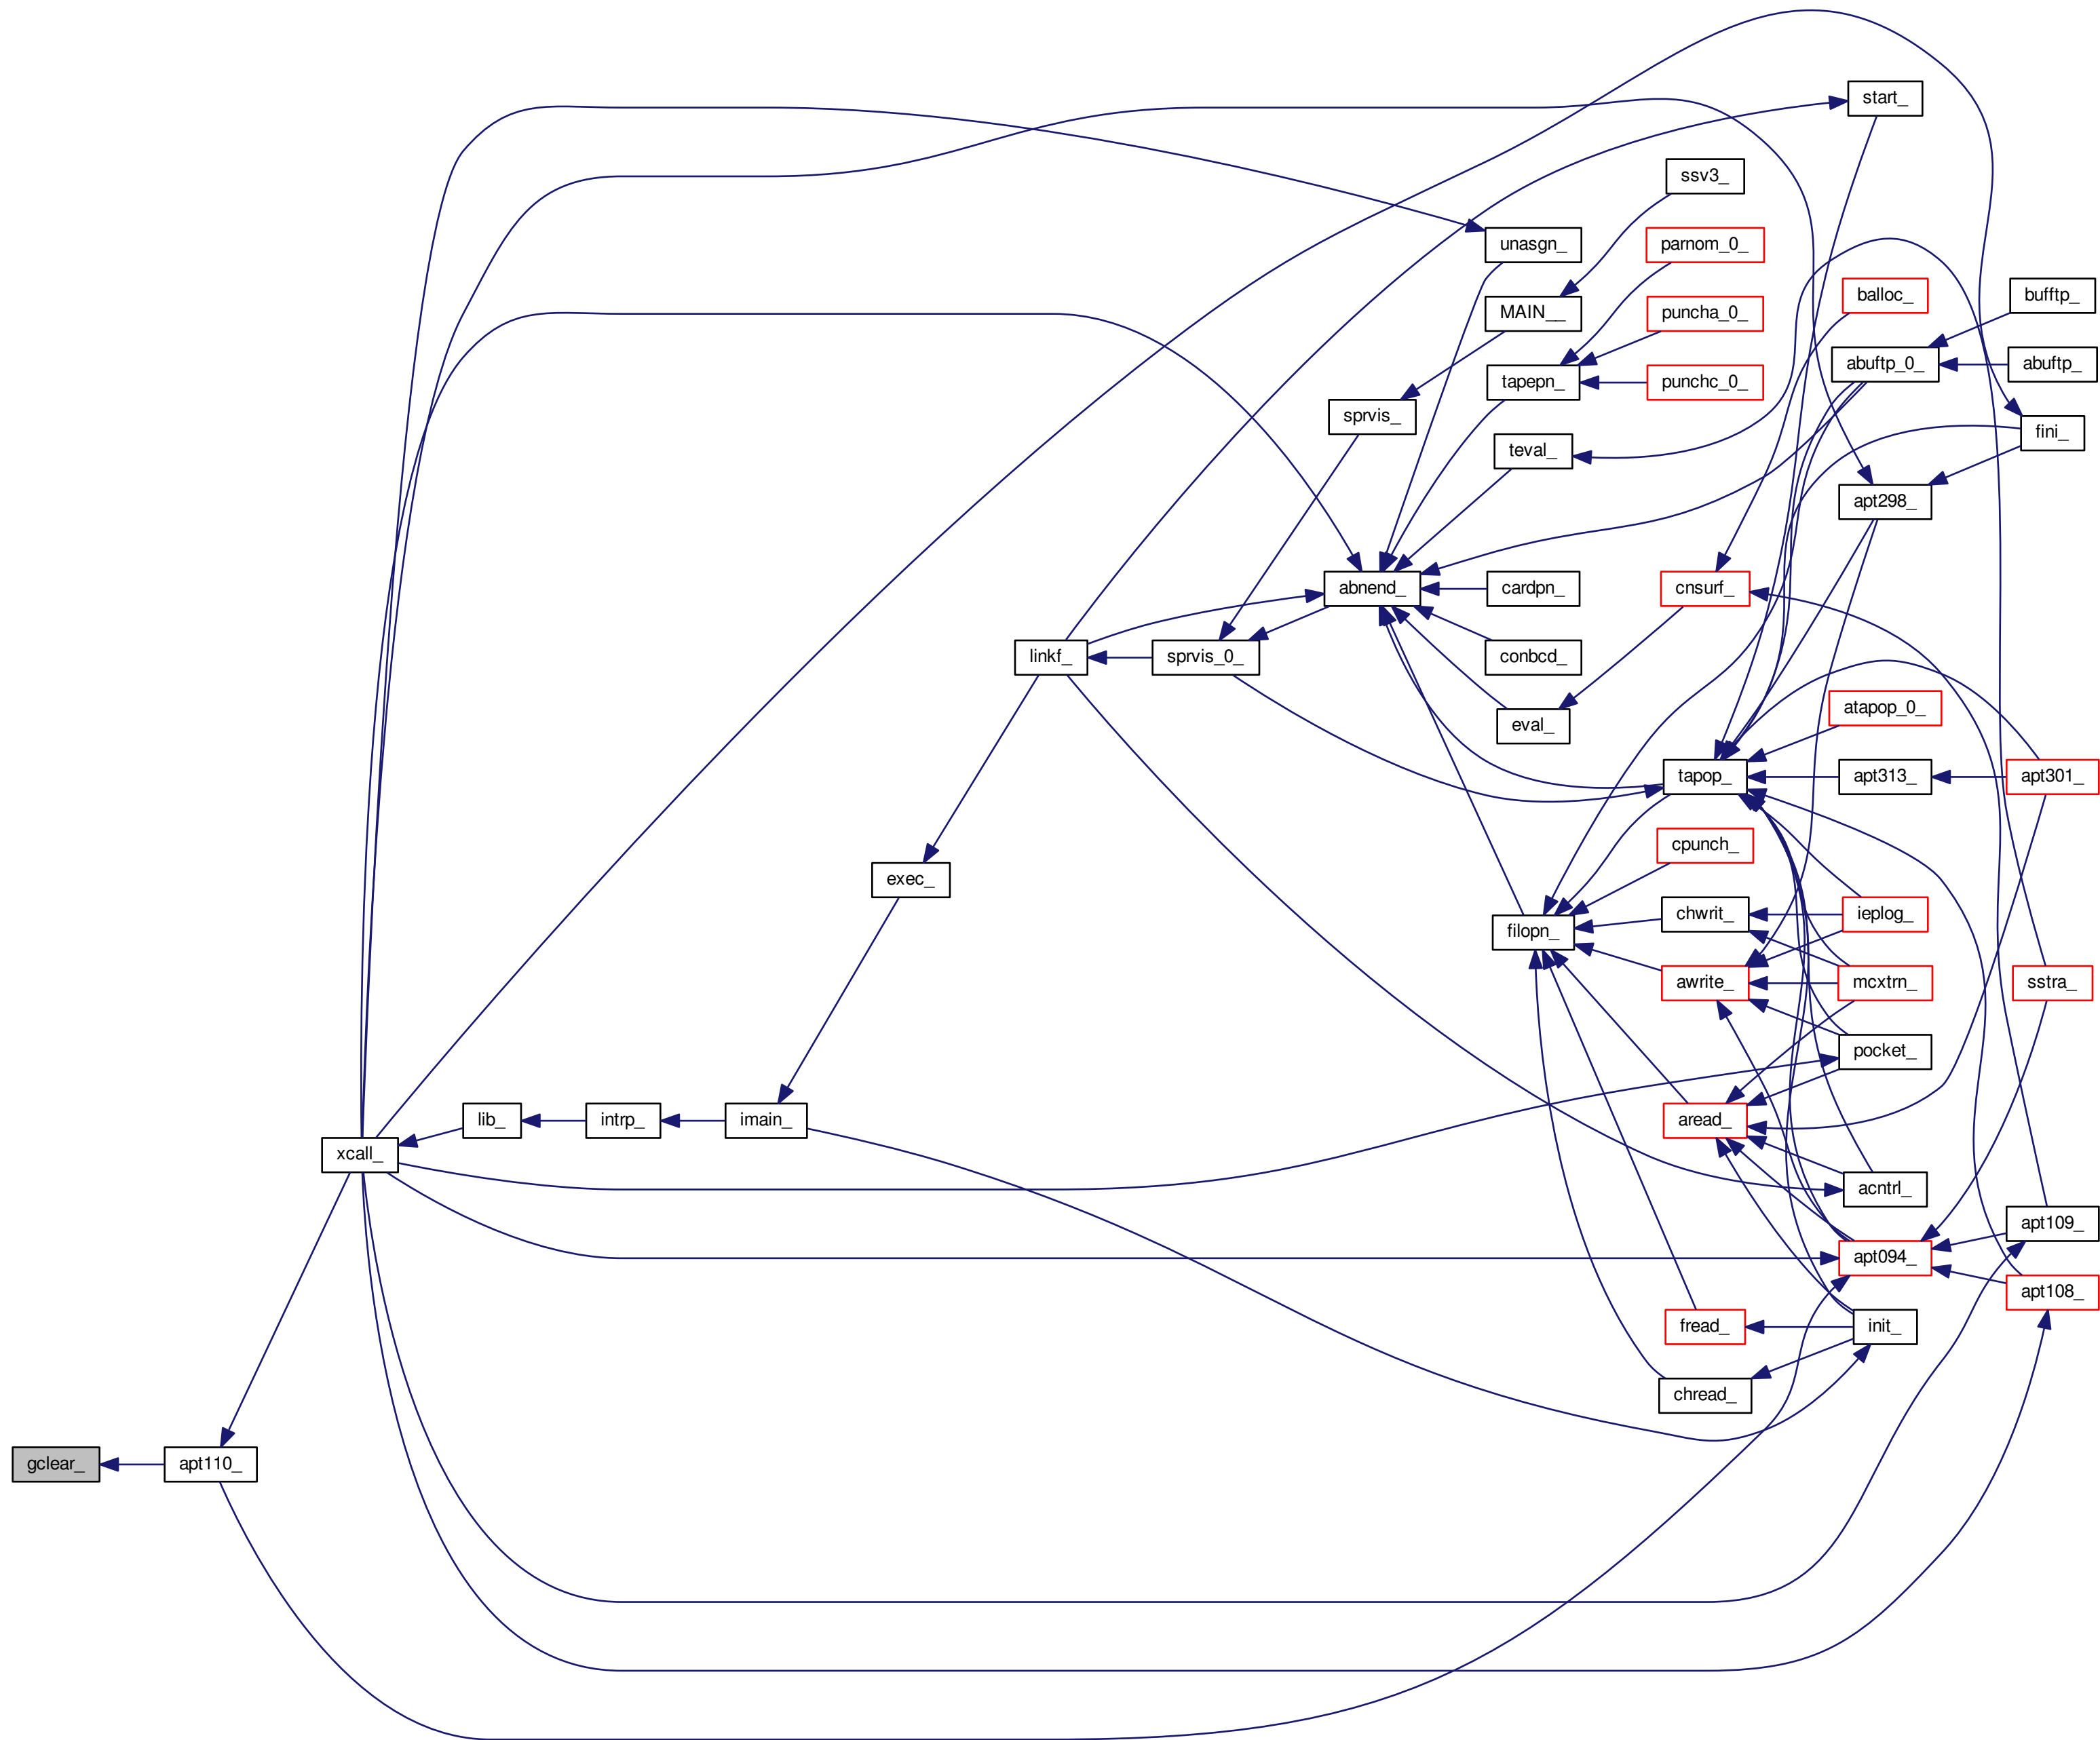 start_
ssv3_
unasgn_
parnom_0_
MAIN__
puncha_0_
balloc_
bufftp_
tapepn_
punchc_0_
abuftp_0_
abuftp_
sprvis_
teval_
fini_
apt298_
abnend_
cardpn_
cnsurf_
linkf_
sprvis_0_
conbcd_
eval_
atapop_0_
tapop_
apt313_
apt301_
cpunch_
exec_
filopn_
chwrit_
ieplog_
awrite_
mcxtrn_
sstra_
pocket_
lib_
intrp_
imain_
aread_
xcall_
acntrl_
apt109_
apt094_
apt108_
fread_
init_
chread_
gclear_
apt110_